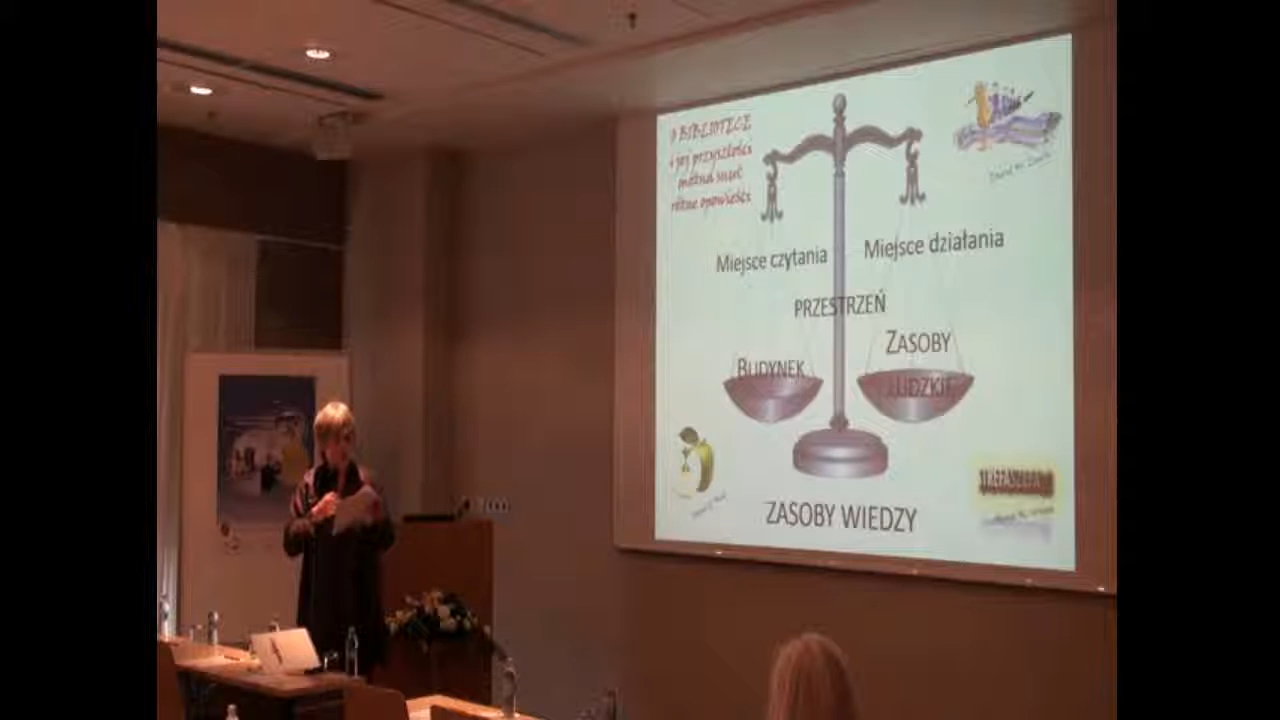 O BIBLIOTECE
i jej przyszłości
można snuć
różne opowieści
Miejsce czytania
Miejsce działania
PRZESTRZEŃ
BUDYNEK
ZASOBY
LUDZKIE
ZASOBY WIEDZY